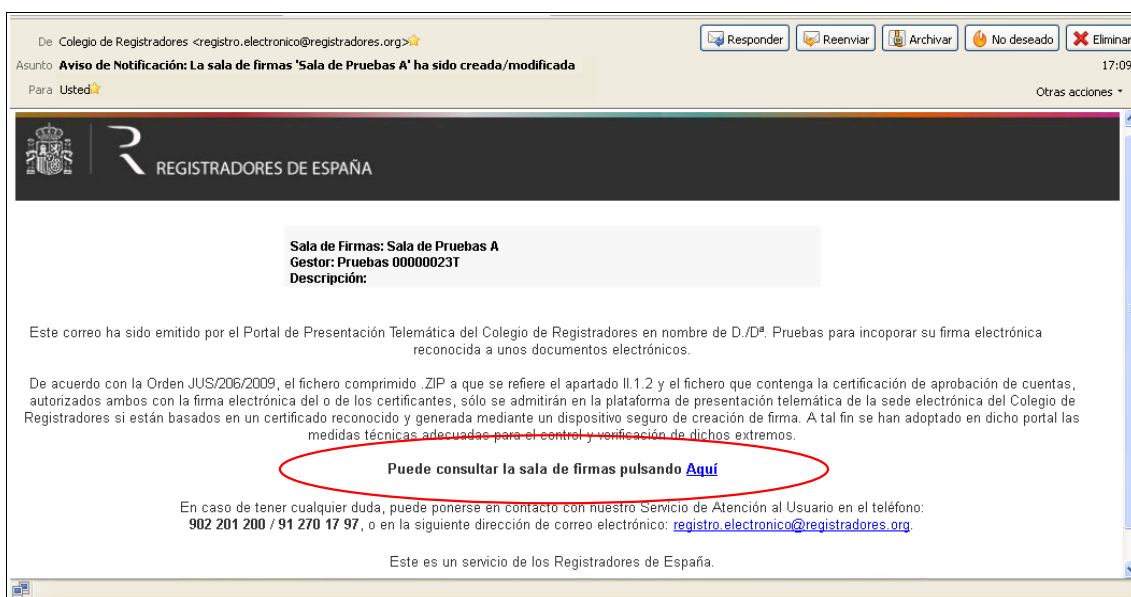 De Colegio de Registradores <registro.electronico@registradores.org>
Responder Reenviar Archivar No deseado Eliminar
Asunto Aviso de Notificación: La sala de firmas 'Sala de Pruebas A' ha sido creada/modificada
17:09
Para Usted
Otras acciones
REGISTRADORES DE ESPAÑA
Sala de Firmas: Sala de Pruebas A
Gestor: Pruebas 00000023T
Descripción:
Este correo ha sido emitido por el Portal de Presentación Telemática del Colegio de Registradores en nombre de D./Dª. Pruebas para incoporar su firma electrónica
reconocida a unos documentos electrónicos.
De acuerdo con la Orden JUS/206/2009, el fichero comprimido .ZIP a que se refiere el apartado II.1.2 y el fichero que contenga la certificación de aprobación de cuentas,
autorizados ambos con la firma electrónica del o de los certificantes, sólo se admitirán en la plataforma de presentación telemática de la sede electrónica del Colegio de
Registradores si están basados en un certificado reconocido y generada mediante un dispositivo seguro de creación de firma. A tal fin se han adoptado en dicho portal las
medidas técnicas adecuadas para el control y verificación de dichos extremos.
Puede consultar la sala de firmas pulsando Aquí
En caso de tener cualquier duda, puede ponerse en contacto con nuestro Servicio de Atención al Usuario en el teléfono:
902 201 200 / 91 270 17 97, o en la siguiente dirección de correo electrónico: registro.electronico@registradores.org.
Este es un servicio de los Registradores de España.